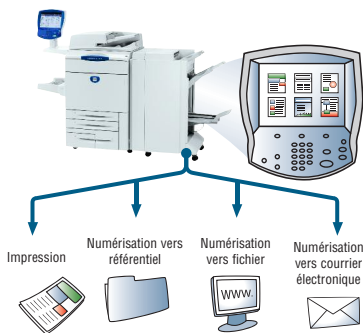 Impression
Numérisation vers
référentiel
Numérisation
vers fichier
Numérisation
vers courrier
électronique
www.